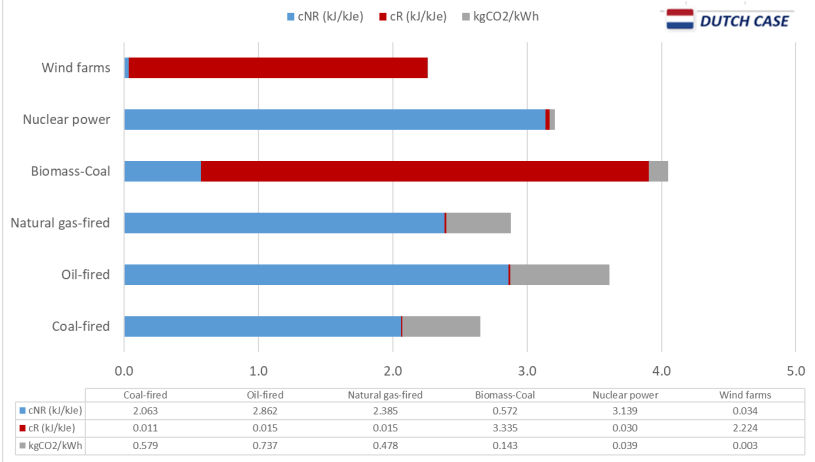 cNR (kJ/kJe) cR (kJ/kJe) kgCO2/kWh
DUTCH CASE
Wind farms
Nuclear power
Biomass-Coal
Natural gas-fired
Oil-fired
Coal-fired
0.0 1.0 2.0 3.0 4.0 5.0
Coal-fired Oil-fired Natural gas-fired Biomass-Coal Nuclear power Wind farms
cNR (kJ/kJe) 2.063 2.862 2.385 0.572 3.139 0.034
cR (kJ/kJe) 0.011 0.015 0.015 3.335 0.030 2.224
kgCO2/kWh 0.579 0.737 0.478 0.143 0.039 0.003